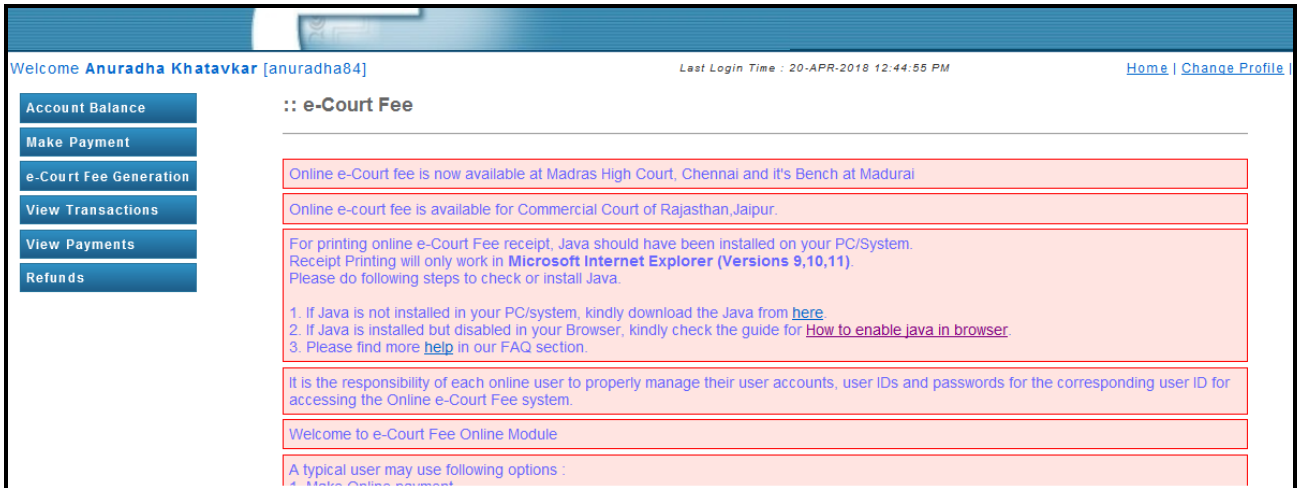 Welcome Anuradha Khatavkar [anuradha84]
Last Login Time : 20-APR-2018 12:44:55 PM
Home | Change Profile |
Account Balance
Make Payment
e-Court Fee Generation
View Transactions
View Payments
Refunds
:: e-Court Fee
Online e-Court fee is now available at Madras High Court, Chennai and it's Bench at Madurai
Online e-court fee is available for Commercial Court of Rajasthan,Jaipur.
For printing online e-Court Fee receipt, Java should have been installed on your PC/System.
Receipt Printing will only work in Microsoft Internet Explorer (Versions 9,10,11).
Please do following steps to check or install Java.
1. If Java is not installed in your PC/system, kindly download the Java from here.
2. If Java is installed but disabled in your Browser, kindly check the guide for How to enable java in browser.
3. Please find more help in our FAQ section.
It is the responsibility of each online user to properly manage their user accounts, user IDs and passwords for the corresponding user ID for
accessing the Online e-Court Fee system.
Welcome to e-Court Fee Online Module
A typical user may use following options :
1. Make Online payment